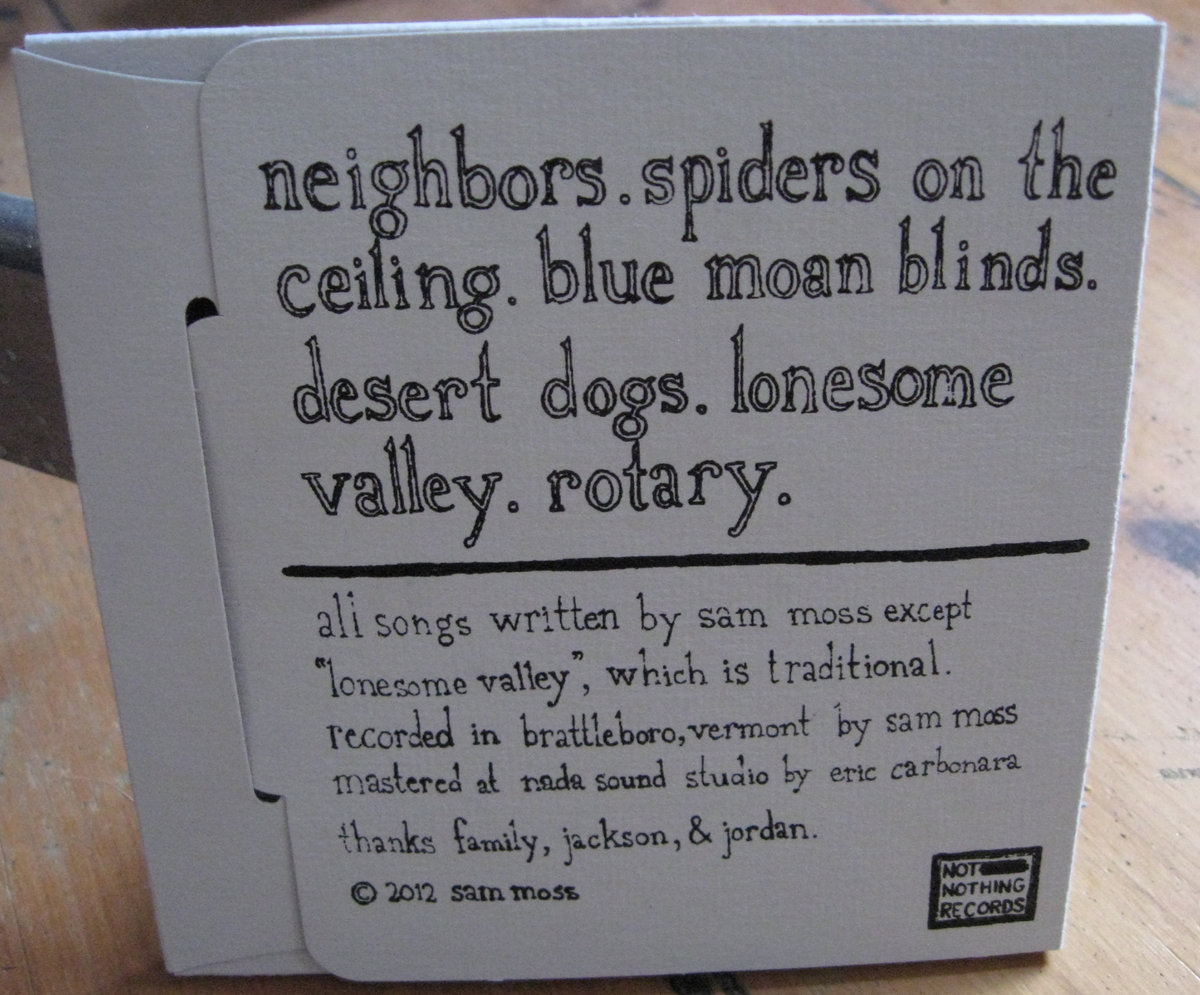 neighbors. spiders on the
ceiling. blue moan blinds.
desert dogs. lonesome
valley. rotary.
all songs written by sam moss except
"lonesome valley", which is traditional.
recorded in brattleboro, vermont by sam moss
mastered at nada sound studio by eric carbonara
thanks family, jackson, & jordan.
© 2012 sam moss
NOT
NOTHING
RECORDS